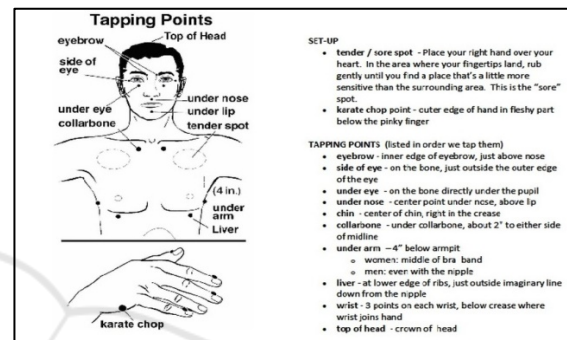 Tapping Points
Top of Head
eyebrow
side of
eye
under eye
collarbone
under nose
under lip
tender spot
(4 in.)
under
arm
Liver
karate chop
SET-UP
• tender / sore spot - Place your right hand over your
heart. In the area where your fingertips land, rub
gently until you find a place that's a little more
sensitive than the surrounding area. This is the "sore"
spot.
• karate chop point - outer edge of hand in fleshy part
below the pinky finger
TAPPING POINTS (listed in order we tap them)
• eyebrow - inner edge of eyebrow, just above nose
• side of eye - on the bone, just outside the outer edge
of the eye
• under eye - on the bone directly under the pupil
• under nose - center point under nose, above lip
• chin - center of chin, right in the crease
• collarbone - under collarbone, about 2" to either side
of midline
• under arm – 4" below armpit
o women: middle of bra band
o men: even with the nipple
• liver - at lower edge of ribs, just outside imaginary line
down from the nipple
• wrist - 3 points on each wrist, below crease where
wrist joins hand
• top of head - crown of head